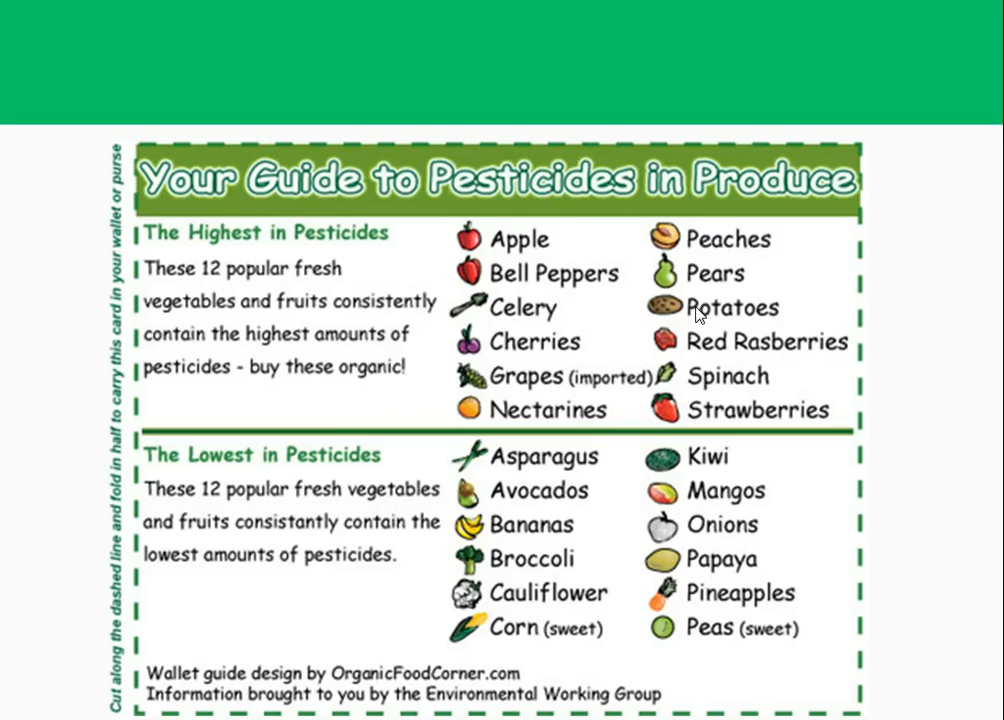 Your Guide to Pesticides in Produce
Cut along the dashed line and fold in half to carry this card in your wallet or purse
The Highest in Pesticides
These 12 popular fresh
vegetables and fruits consistently
contain the highest amounts of
pesticides - buy these organic!
Apple
Bell Peppers
Celery
Cherries
Grapes (imported)
Nectarines
Peaches
Pears
Potatoes
Red Rasberries
Spinach
Strawberries
The Lowest in Pesticides
These 12 popular fresh vegetables
and fruits consistantly contain the
lowest amounts of pesticides.
Asparagus
Avocados
Bananas
Broccoli
Cauliflower
Corn (sweet)
Kiwi
Mangos
Onions
Papaya
Pineapples
Peas (sweet)
Wallet guide design by OrganicFoodCorner.com
Information brought to you by the Environmental Working Group